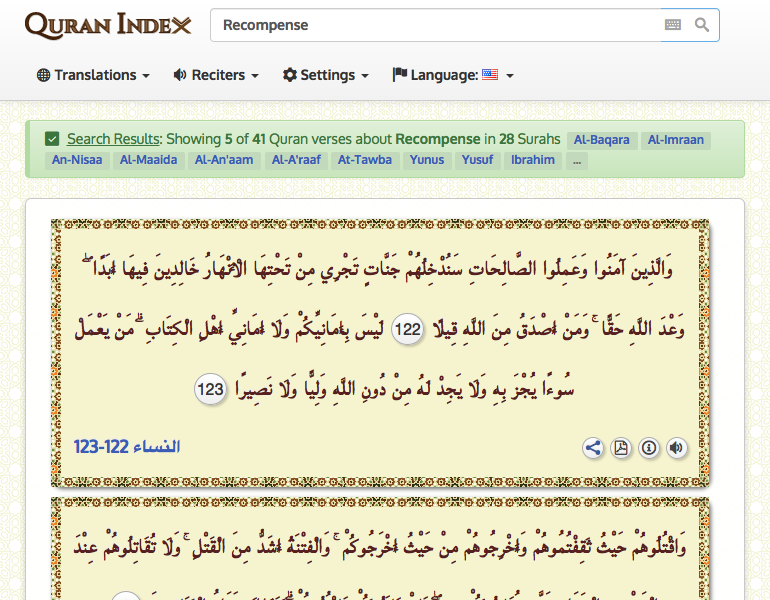 QURAN INDEX
Recompense
Translations Reciters Settings Language:
Search Results: Showing 5 of 41 Quran verses about Recompense in 28 Surahs Al-Baqara Al-Imraan
An-Nisaa Al-Maaida Al-An'aam Al-A'raaf At-Tawba Yunus Yusuf Ibrahim ...
وَالَّذِينَ آمَنُوا وَعَمِلُوا الصَّالِحَاتِ سَنُدْخِلُهُمْ جَنَّاتٍ تَجْرِي مِنْ تَحْتِهَا الْأَنْهَارُ خَالِدِينَ فِيهَا أَبَدًا ۖ
وَعْدَ اللَّهِ حَقًّا ۚ وَمَنْ أَصْدَقُ مِنَ اللَّهِ قِيلًا 122 لَيْسَ بِأَمَانِيِّكُمْ وَلَا أَمَانِيِّ أَهْلِ الْكِتَابِ ۗ مَنْ يَعْمَلْ
سُوءًا يُجْزَ بِهِ وَلَا يَجِدْ لَهُ مِنْ دُونِ اللَّهِ وَلِيًّا وَلَا نَصِيرًا 123
النساء 122-123
وَاقْتُلُوهُمْ حَيْثُ ثَقِفْتُمُوهُمْ وَأَخْرِجُوهُمْ مِنْ حَيْثُ أَخْرَجُوكُمْ ۚ وَالْفِتْنَةُ أَشَدُّ مِنَ الْقَتْلِ ۚ وَلَا تُقَاتِلُوهُمْ عِنْدَ